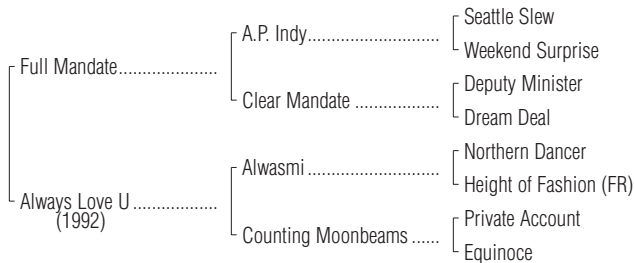 Seattle Slew
A.P. Indy........................................
Weekend Surprise
Full Mandate.....................
Deputy Minister
Clear Mandate ..................
Dream Deal
Northern Dancer
Alwasmi ............................
Height of Fashion (FR)
Always Love U ..................
(1992)
Private Account
Counting Moonbeams ......
Equinoce